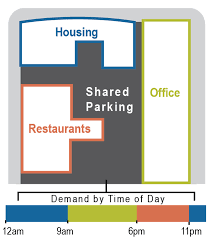 Housing
Shared
Parking
Office
Restaurants
Demand by Time of Day
12am 9am 6pm 11pm